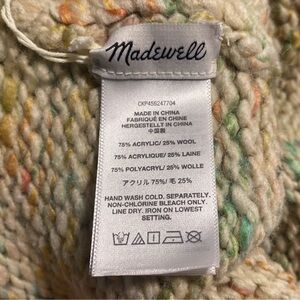 Madewell
CKP456247704
MADE IN CHINA
FABRIQUÉ EN CHINE
HERGESTELLT IN CHINA
中国製
75% ACRYLIC/ 25% WOOL
75% ACRYLIQUE/ 25% LAINE
75% POLYACRYL/ 25% WOLLE
アクリル 75%/ 毛 25%
HAND WASH COLD. SEPARATELY.
NON-CHLORINE BLEACH ONLY.
LINE DRY. IRON ON LOWEST
SETTING.